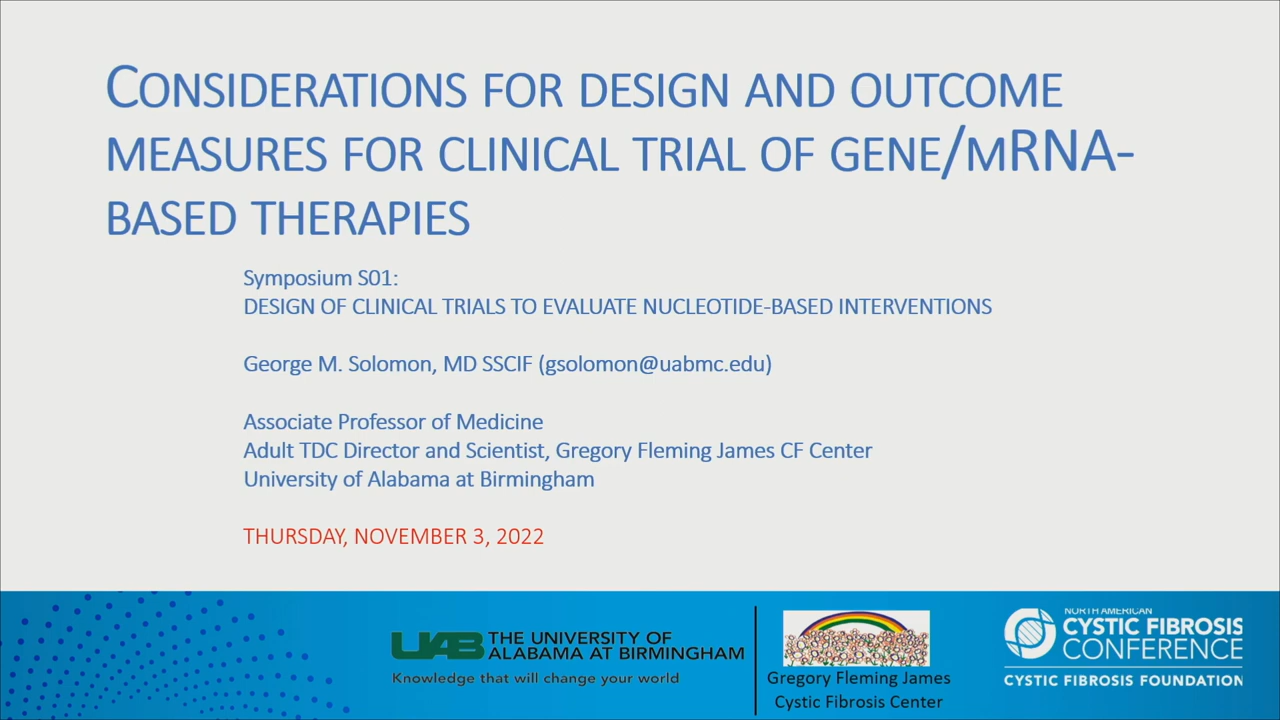 CONSIDERATIONS FOR DESIGN AND OUTCOME
MEASURES FOR CLINICAL TRIAL OF GENE/MRNA-
BASED THERAPIES
Symposium S01:
DESIGN OF CLINICAL TRIALS TO EVALUATE NUCLEOTIDE-BASED INTERVENTIONS
George M. Solomon, MD SSCIF (gsolomon@uabmc.edu)
Associate Professor of Medicine
Adult TDC Director and Scientist, Gregory Fleming James CF Center
University of Alabama at Birmingham
THURSDAY, NOVEMBER 3, 2022
UAB THE UNIVERSITY OF
ALABAMA AT BIRMINGHAM
Knowledge that will change your world
Gregory Fleming James
Cystic Fibrosis Center
NORTH AMERICAN
CYSTIC FIBROSIS
CONFERENCE
CYSTIC FIBROSIS FOUNDATION